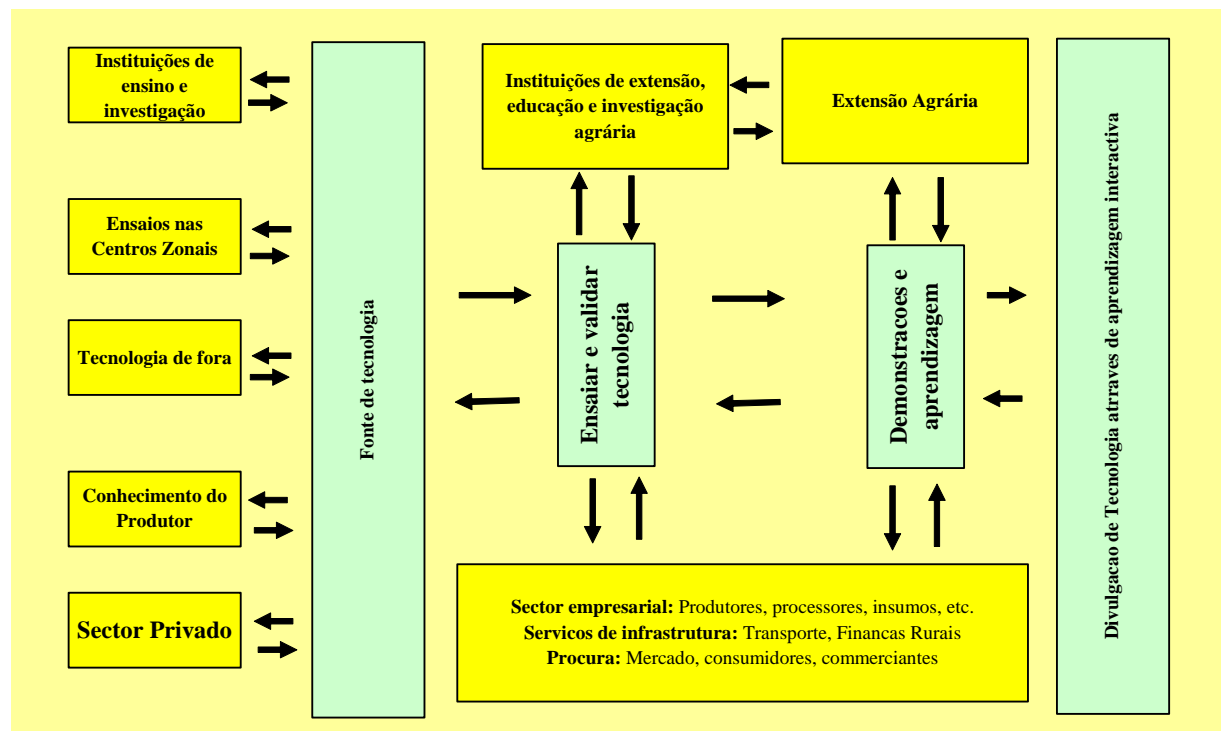 Instituições de
ensino e
investigação
Ensaios nas
Centros Zonais
Tecnologia de fora
Conhecimento do
Produtor
Sector Privado
Fonte de tecnologia
Instituições de extensão,
educação e investigação
agrária
Extensão Agrária
Ensaiar e validar
tecnologia
Demonstracoes e
aprendizagem
Sector empresarial: Produtores, processores, insumos, etc.
Servicos de infrastrutura: Transporte, Financas Rurais
Procura: Mercado, consumidores, commerciantes
Divulgacao de Tecnologia atrraves de aprendizagem interactiva